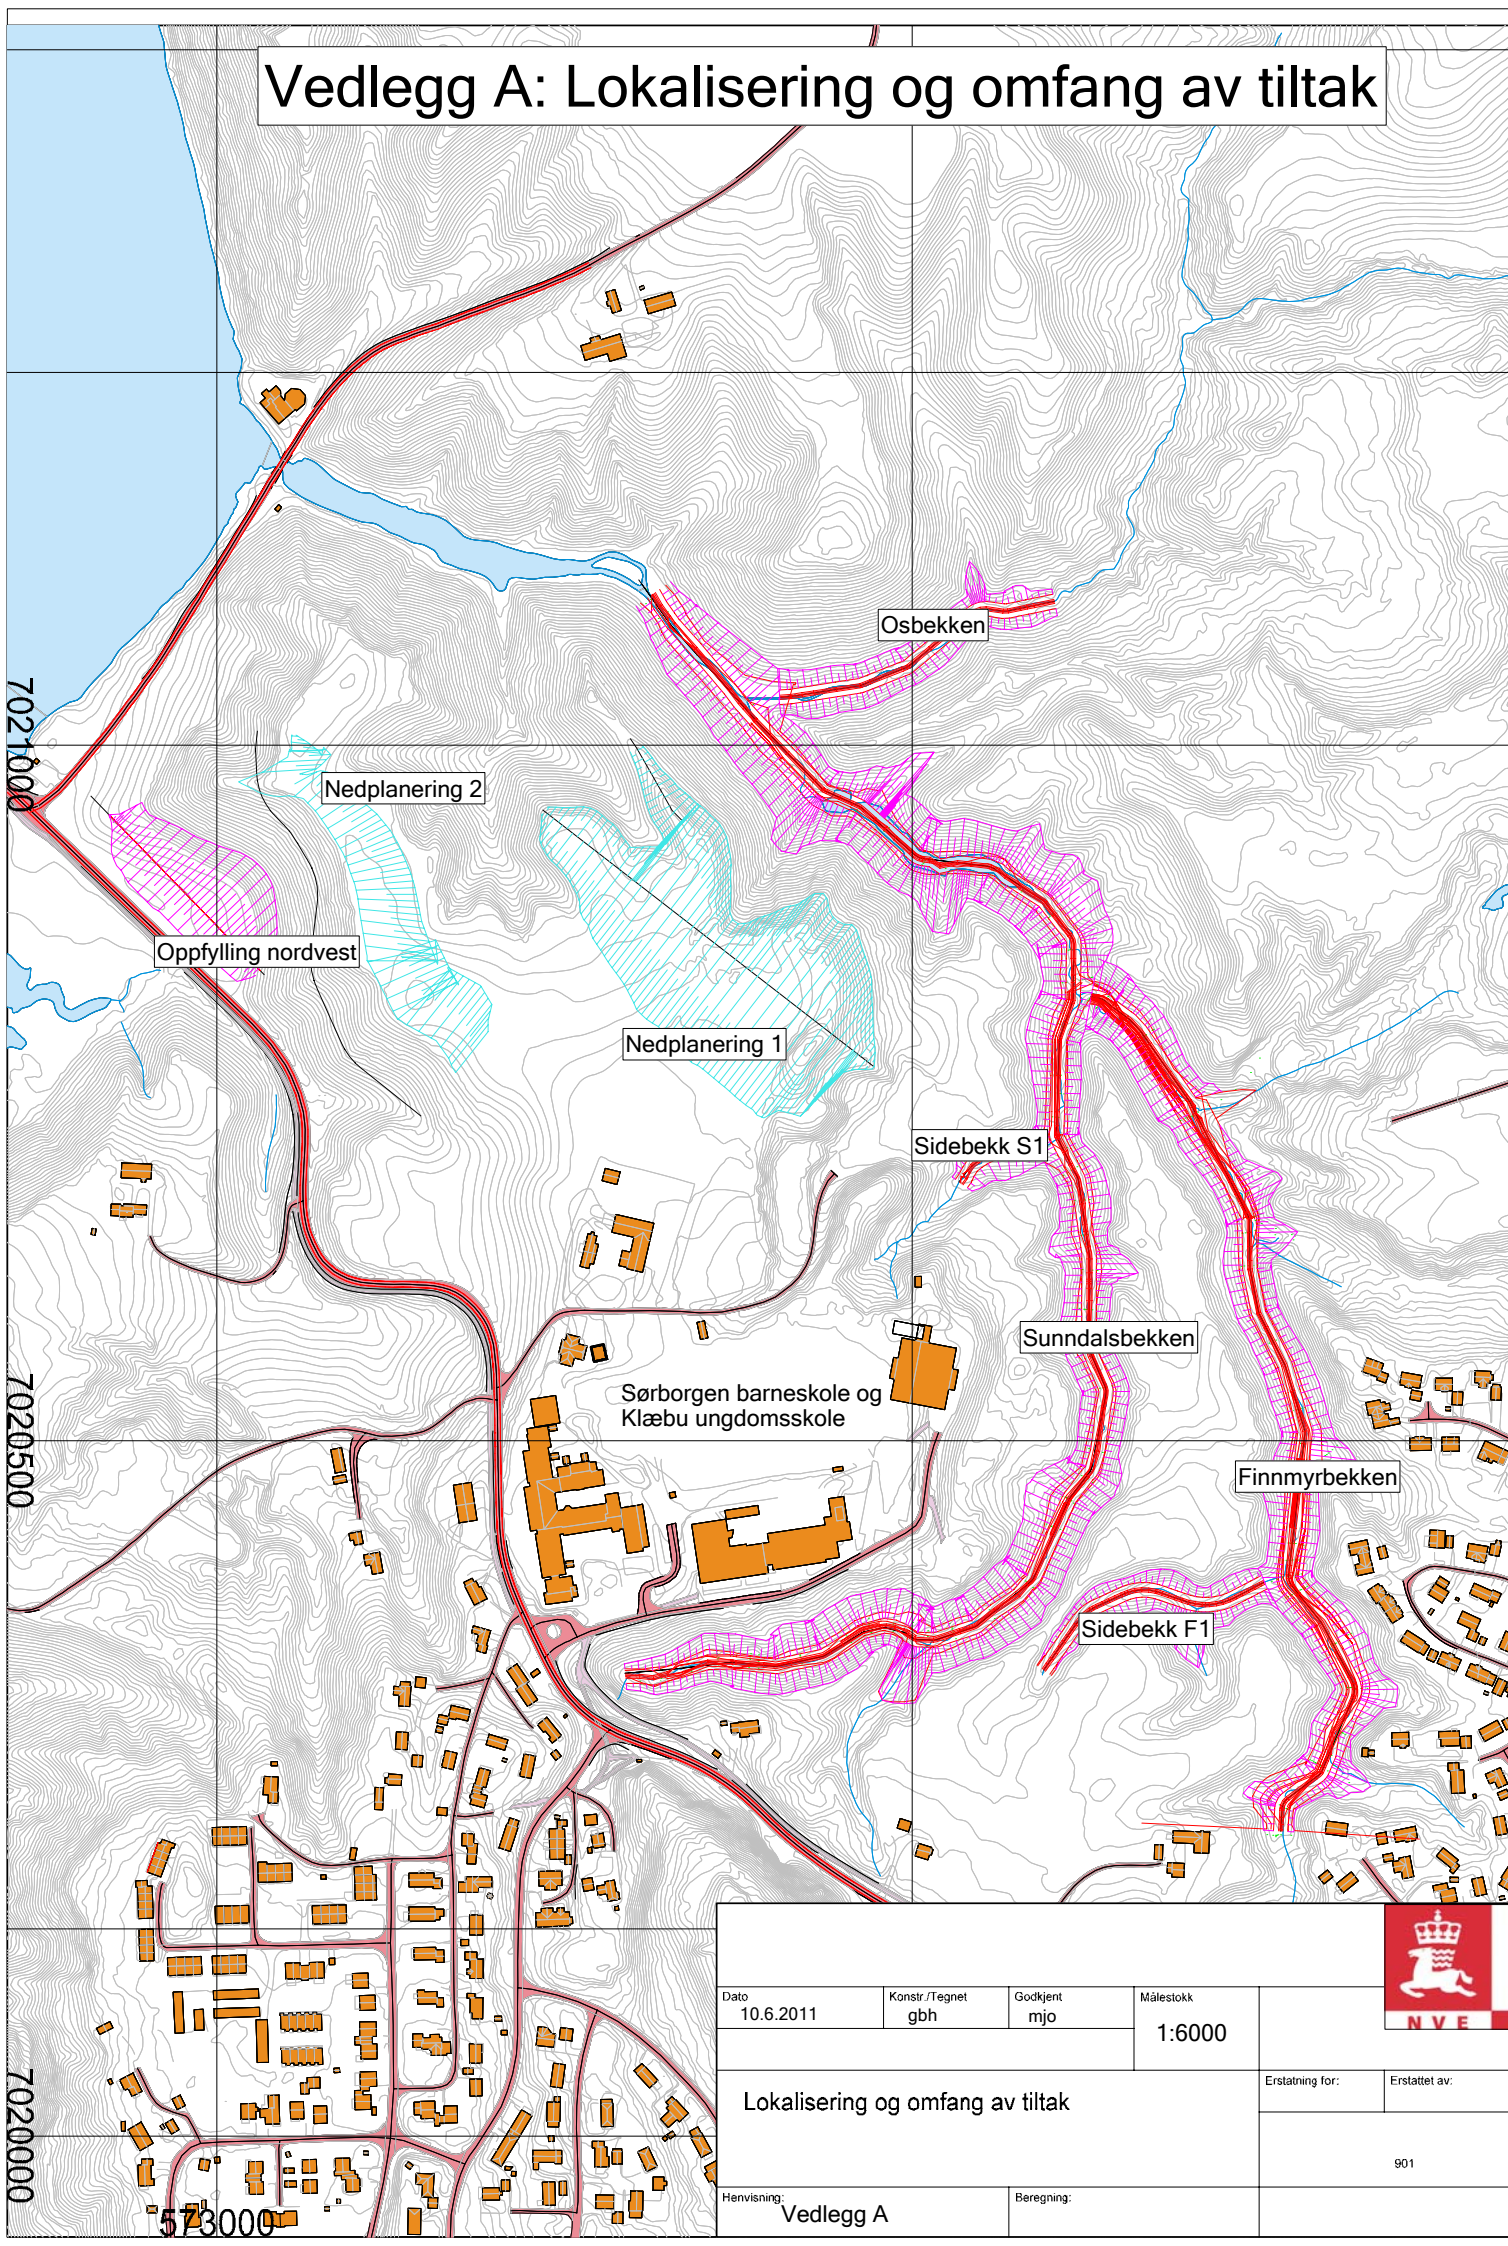 Vedlegg A: Lokalisering og omfang av tiltak
Osbekken
7021000
Nedplanering 2
Oppfylling nordvest
Nedplanering 1
Sidebekk S1
Sunndalsbekken
Sørborgen barneskole og
Klæbu ungdomsskole
7020500
Finnmyrbekken
Sidebekk F1
7020000
573000
Dato
10.6.2011
Konstr./Tegnet
gbh
Godkjent
mjo
Målestokk
1:6000
NVE
Lokalisering og omfang av tiltak
Erstatning for:
Erstattet av:
901
Henvisning:
Vedlegg A
Beregning: